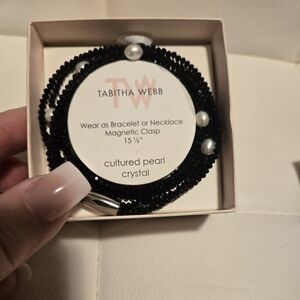 TW
TABITHA WEBB
Wear as Bracelet or Necklace
Magnetic Clasp
15 ½"
cultured pearl
crystal